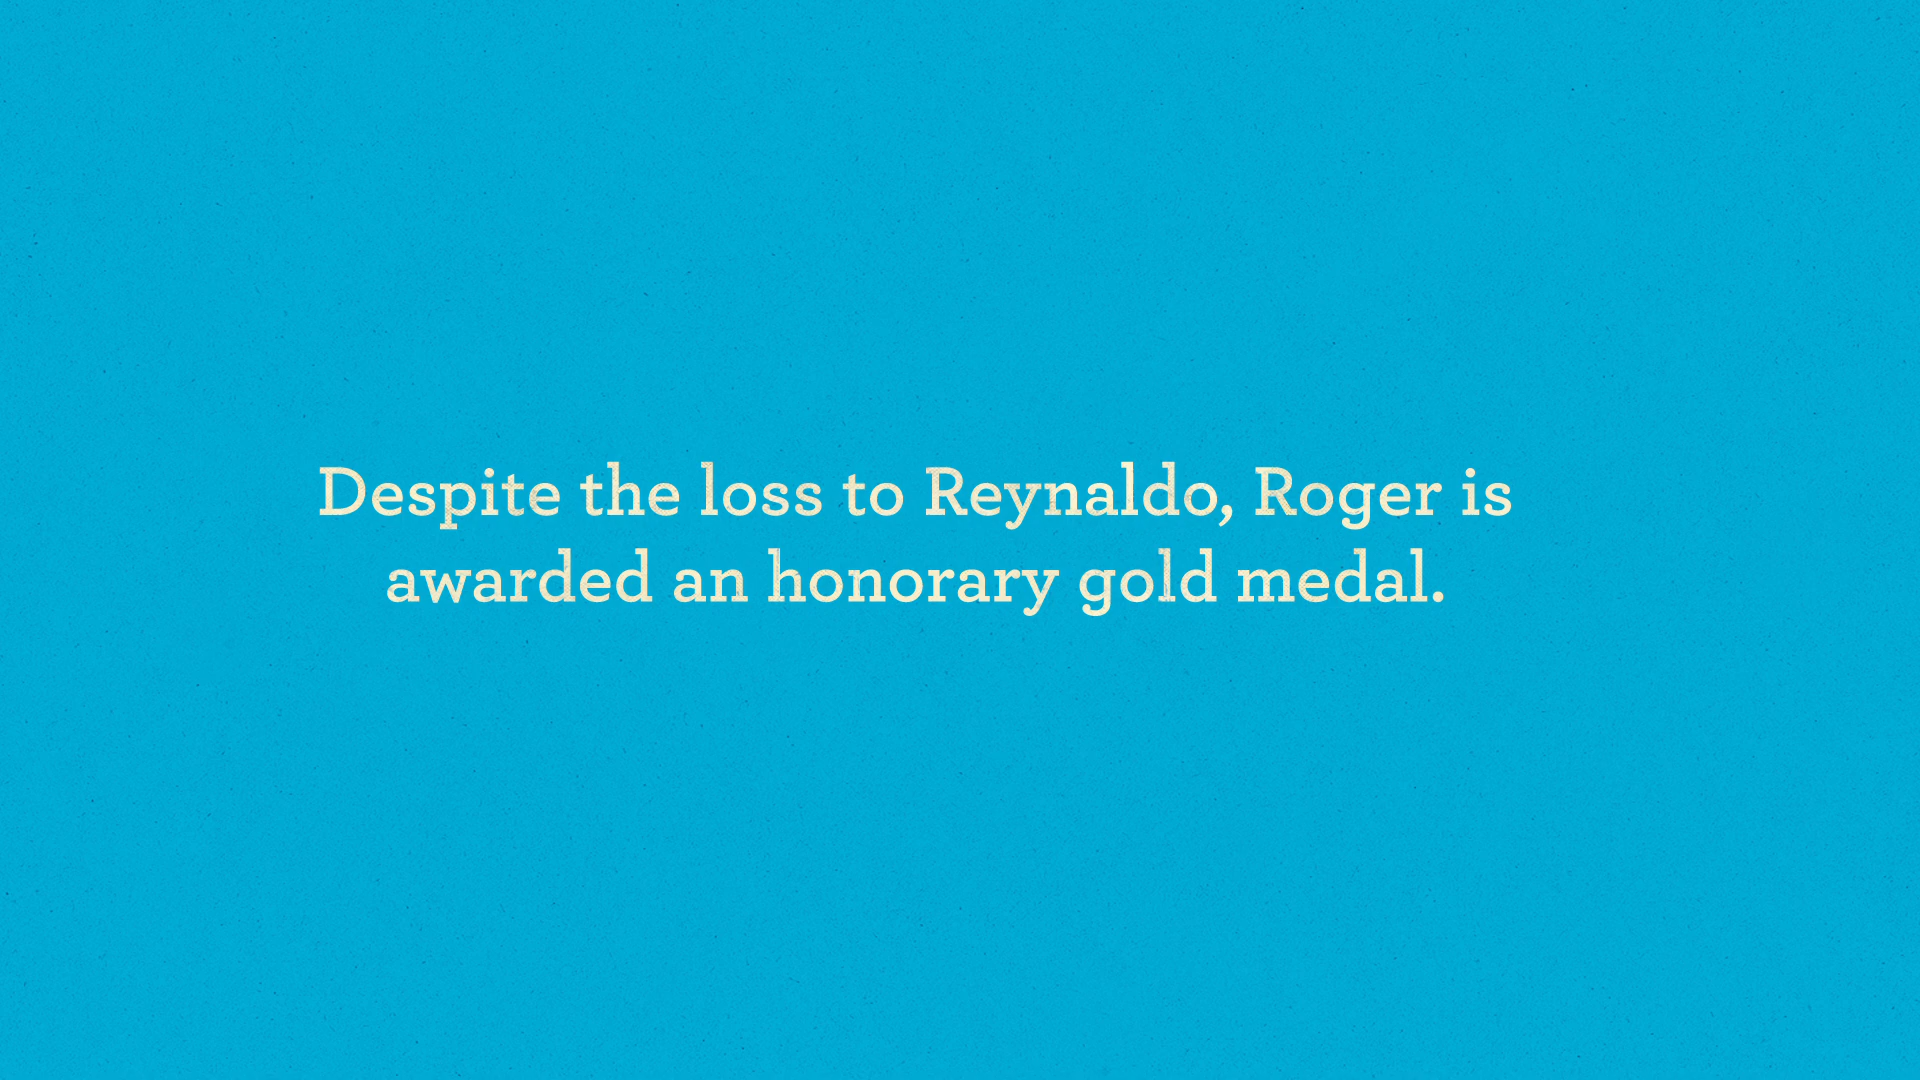 Despite the loss to Reynaldo, Roger is
awarded an honorary gold medal.